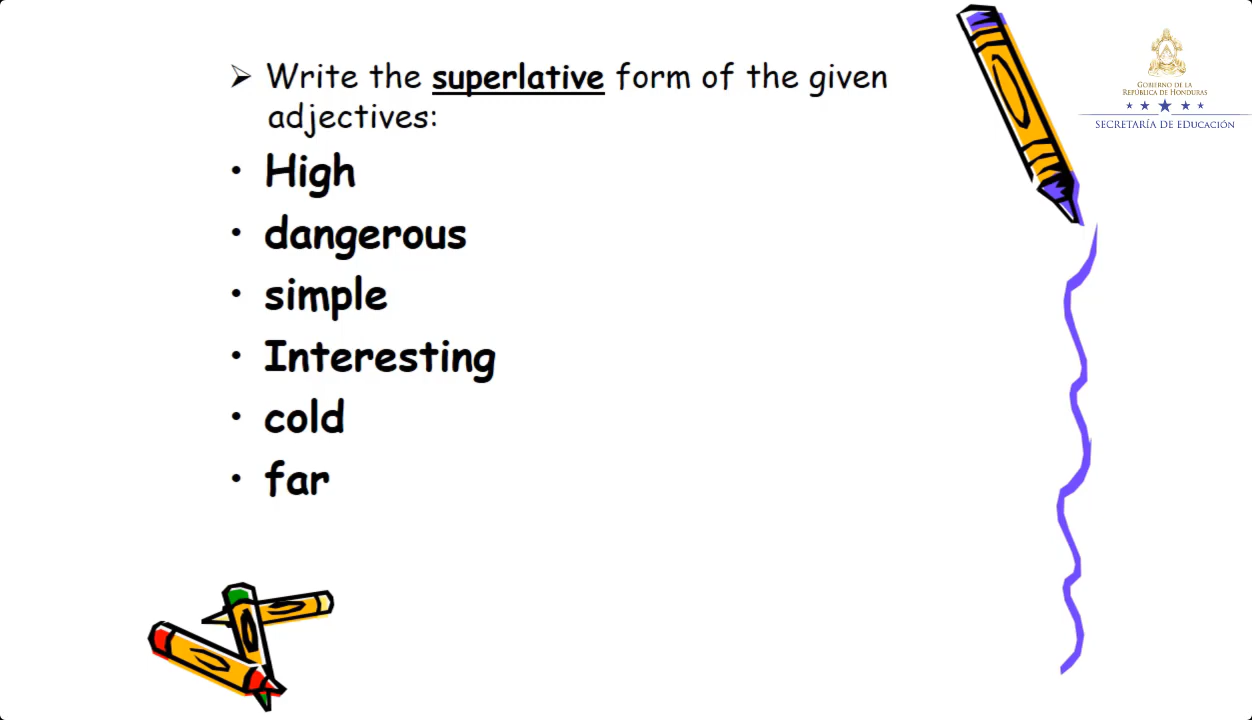 ➢ Write the superlative form of the given
adjectives:
• High
• dangerous
• simple
• Interesting
• cold
• far
GOBIERNO DE LA
REPÚBLICA DE HONDURAS
SECRETARÍA DE EDUCACIÓN